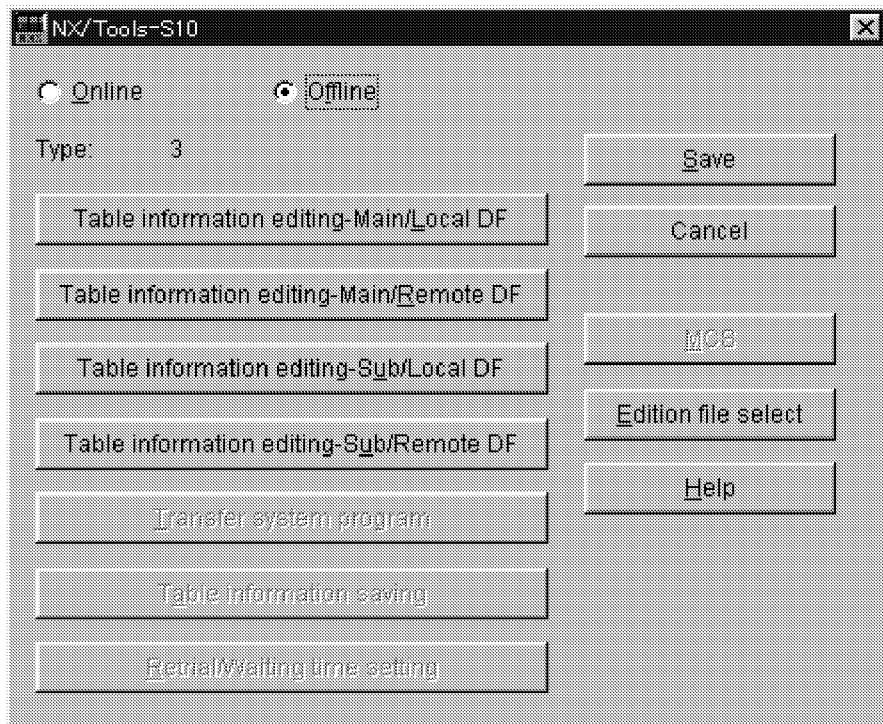 NX/Tools-S10
Online
Offline
Type: 3
Save
Table information editing-Main/Local DF
Cancel
Table information editing-Main/Remote DF
MCS
Table information editing-Sub/Local DF
Edition file select
Table information editing-Sub/Remote DF
Help
Transfer system program
Table information saving
Retrial/Waiting time setting